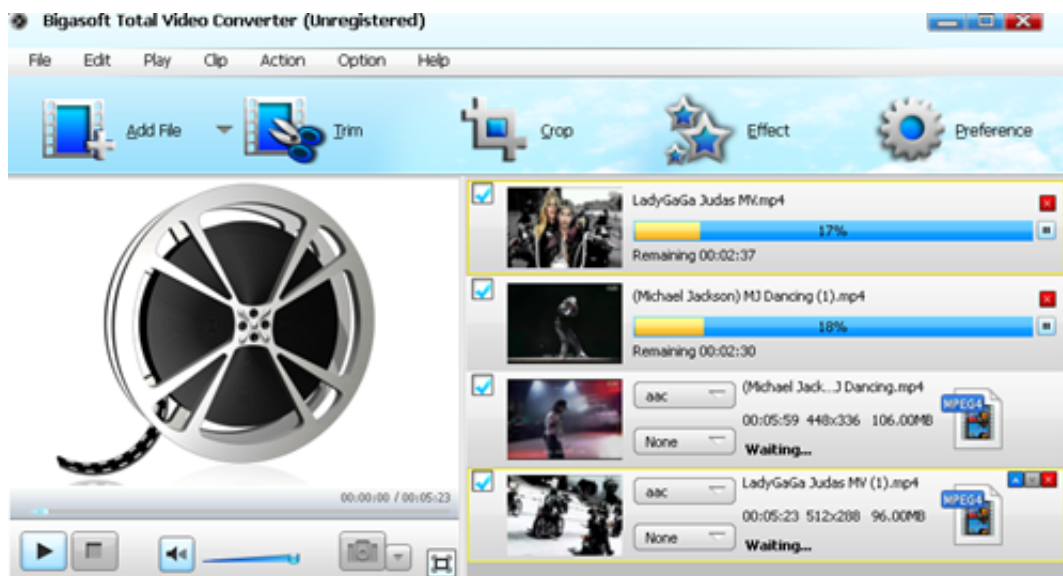 Bigasoft Total Video Converter (Unregistered)
File Edit Play Clip Action Option Help
Add File Trim Crop Effect Preference
LadyGaGa Judas MV.mp4
17%
Remaining 00:02:37
(Michael Jackson) MJ Dancing (1).mp4
18%
Remaining 00:02:30
aac (Michael Jack...J Dancing.mp4
MPEG4
00:05:59 448x336 106.00MB
None Waiting...
aac LadyGaGa Judas MV (1).mp4
MPEG4
00:05:23 512x288 96.00MB
None Waiting...
00:00:00 / 00:05:23